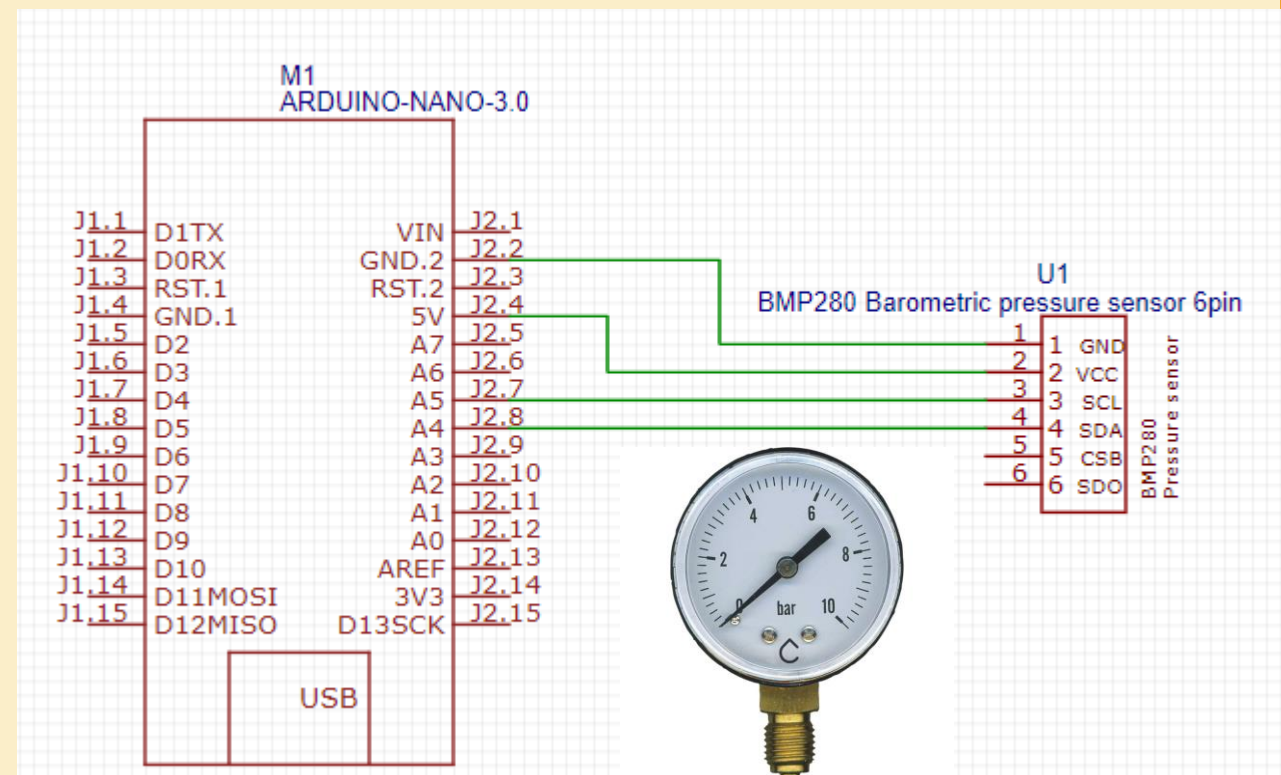 M1
ARDUINO-NANO-3.0
J1.1 D1TX VIN J2.1
J1.2 D0RX GND.2 J2.2
J1.3 RST.1 RST.2 J2.3
J1.4 GND.1 5V J2.4
J1.5 D2 A7 J2.5
J1.6 D3 A6 J2.6
J1.7 D4 A5 J2.7
J1.8 D5 A4 J2.8
J1.9 D6 A3 J2.9
J1.10 D7 A2 J2.10
J1.11 D8 A1 J2.11
J1.12 D9 A0 J2.12
J1.13 D10 AREF J2.13
J1.14 D11MOSI 3V3 J2.14
J1.15 D12MISO D13SCK J2.15
USB
U1
BMP280 Barometric pressure sensor 6pin
1 1 GND
2 2 VCC
3 3 SCL
4 4 SDA
5 5 CSB
6 6 SDO
BMP280
Pressure sensor
4 6
2 8
0 bar 10